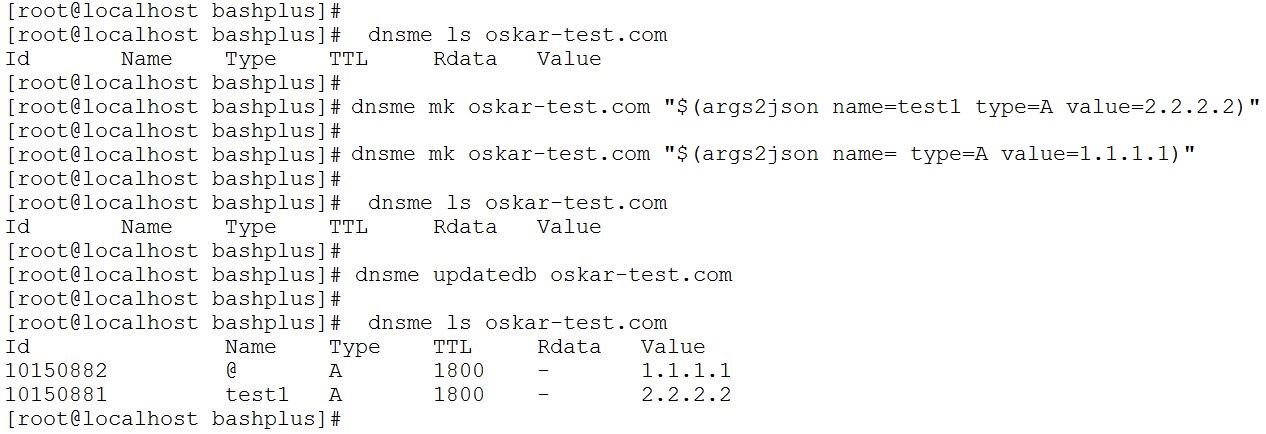 [root@localhost bashplus]#
[root@localhost bashplus]#  dnsme ls oskar-test.com
Id       Name    Type    TTL     Rdata   Value
[root@localhost bashplus]#
[root@localhost bashplus]# dnsme mk oskar-test.com "$(args2json name=test1 type=A value=2.2.2.2)"
[root@localhost bashplus]#
[root@localhost bashplus]# dnsme mk oskar-test.com "$(args2json name= type=A value=1.1.1.1)"
[root@localhost bashplus]#
[root@localhost bashplus]#  dnsme ls oskar-test.com
Id       Name    Type    TTL     Rdata   Value
[root@localhost bashplus]#
[root@localhost bashplus]# dnsme updatedb oskar-test.com
[root@localhost bashplus]#
[root@localhost bashplus]#  dnsme ls oskar-test.com
Id               Name    Type    TTL     Rdata   Value
10150882         @       A       1800    -       1.1.1.1
10150881         test1   A       1800    -       2.2.2.2
[root@localhost bashplus]#